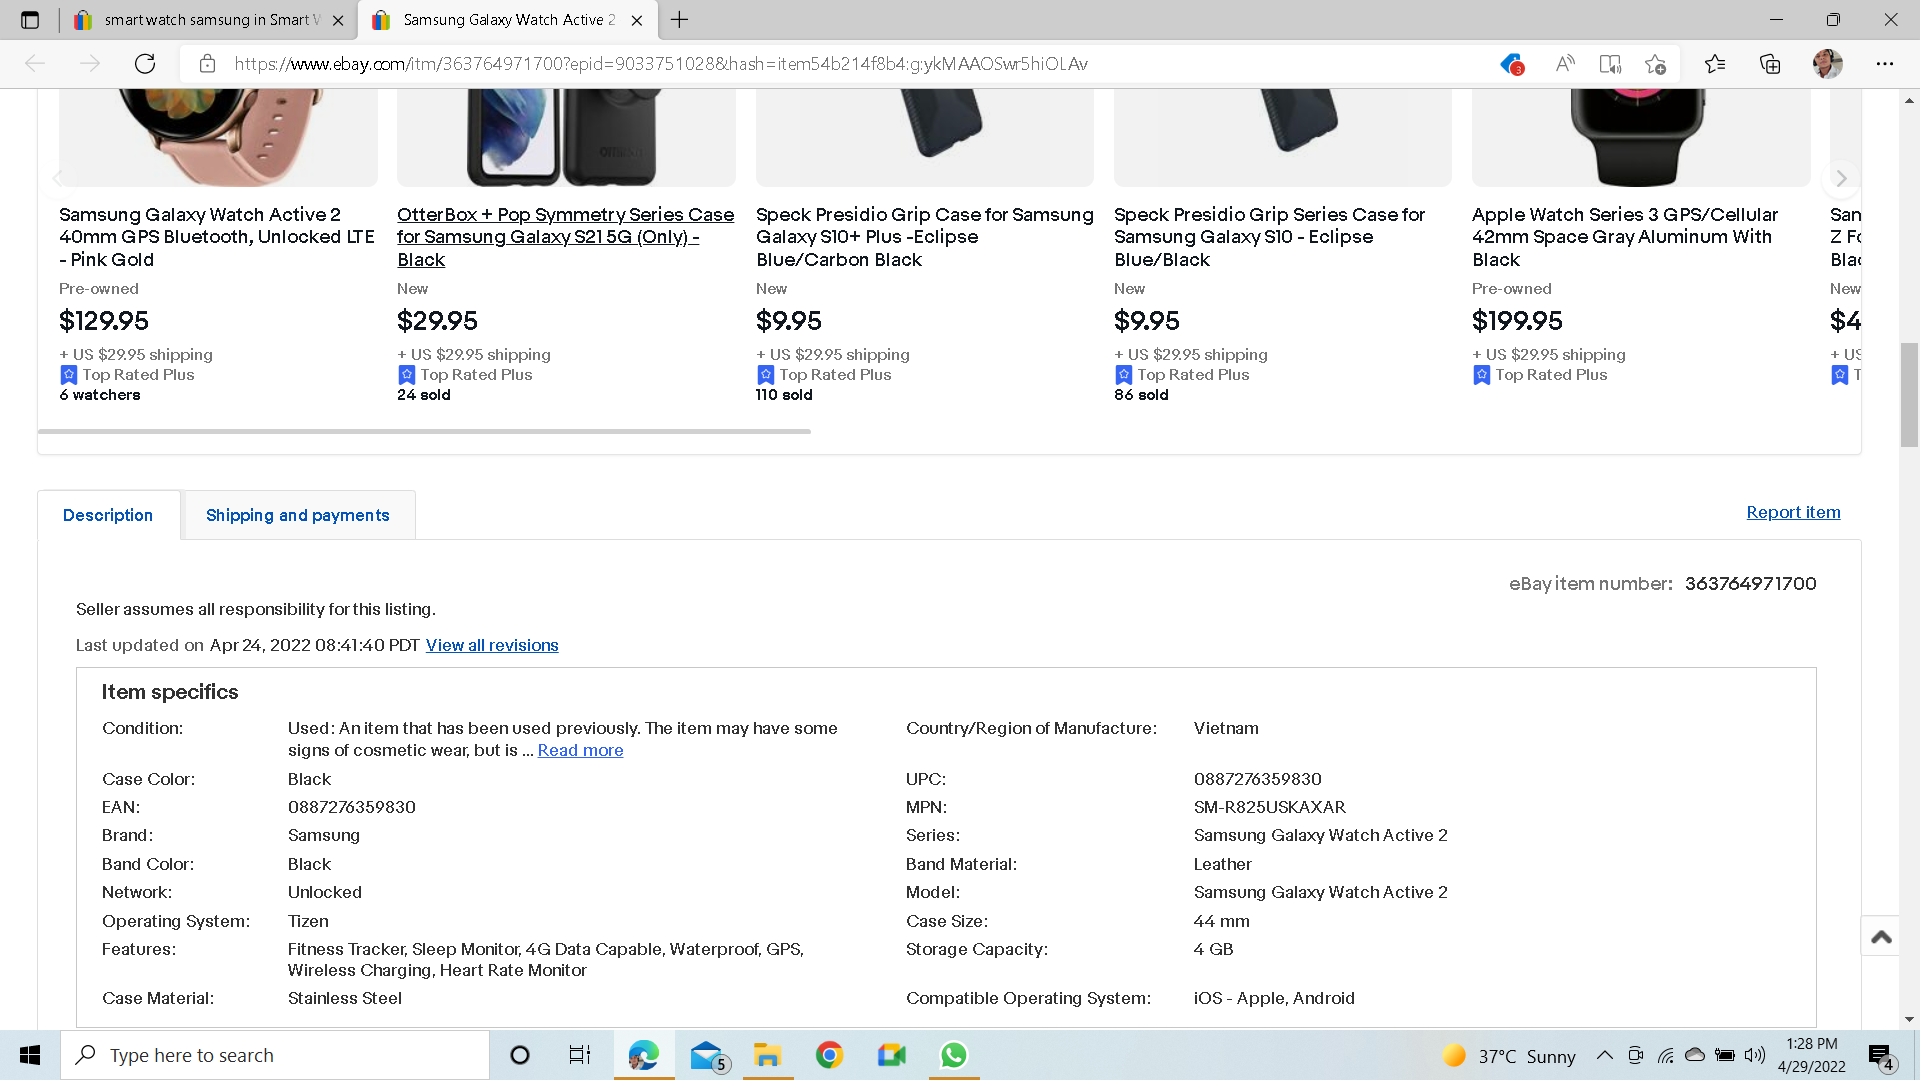 smart watch samsung in Smart W
Samsung Galaxy Watch Active 2
https://www.ebay.com/itm/363764971700?epid=9033751028&hash=item54b214f8b4:g:ykMAAOSwr5hiOLAv
3
Samsung Galaxy Watch Active 2
40mm GPS Bluetooth, Unlocked LTE
- Pink Gold
Pre-owned
$129.95
+ US $29.95 shipping
Top Rated Plus
6 watchers
OtterBox + Pop Symmetry Series Case
for Samsung Galaxy S21 5G (Only) -
Black
New
$29.95
+ US $29.95 shipping
Top Rated Plus
24 sold
Speck Presidio Grip Case for Samsung
Galaxy S10+ Plus -Eclipse
Blue/Carbon Black
New
$9.95
+ US $29.95 shipping
Top Rated Plus
110 sold
Speck Presidio Grip Series Case for
Samsung Galaxy S10 - Eclipse
Blue/Black
New
$9.95
+ US $29.95 shipping
Top Rated Plus
86 sold
Apple Watch Series 3 GPS/Cellular
42mm Space Gray Aluminum With
Black
Pre-owned
$199.95
+ US $29.95 shipping
Top Rated Plus
San
Z Fo
Blac
New
$4
+ US
T
Description
Shipping and payments
Report item
eBay item number: 363764971700
Seller assumes all responsibility for this listing.
Last updated on Apr 24, 2022 08:41:40 PDT View all revisions
Item specifics
Condition: Used: An item that has been used previously. The item may have some
signs of cosmetic wear, but is ... Read more
Country/Region of Manufacture: Vietnam
Case Color: Black
UPC: 0887276359830
EAN: 0887276359830
MPN: SM-R825USKAXAR
Brand: Samsung
Series: Samsung Galaxy Watch Active 2
Band Color: Black
Band Material: Leather
Network: Unlocked
Model: Samsung Galaxy Watch Active 2
Operating System: Tizen
Case Size: 44 mm
Features: Fitness Tracker, Sleep Monitor, 4G Data Capable, Waterproof, GPS,
Wireless Charging, Heart Rate Monitor
Storage Capacity: 4 GB
Case Material: Stainless Steel
Compatible Operating System: iOS - Apple, Android
Type here to search
5
37°C Sunny
1:28 PM
4/29/2022
4